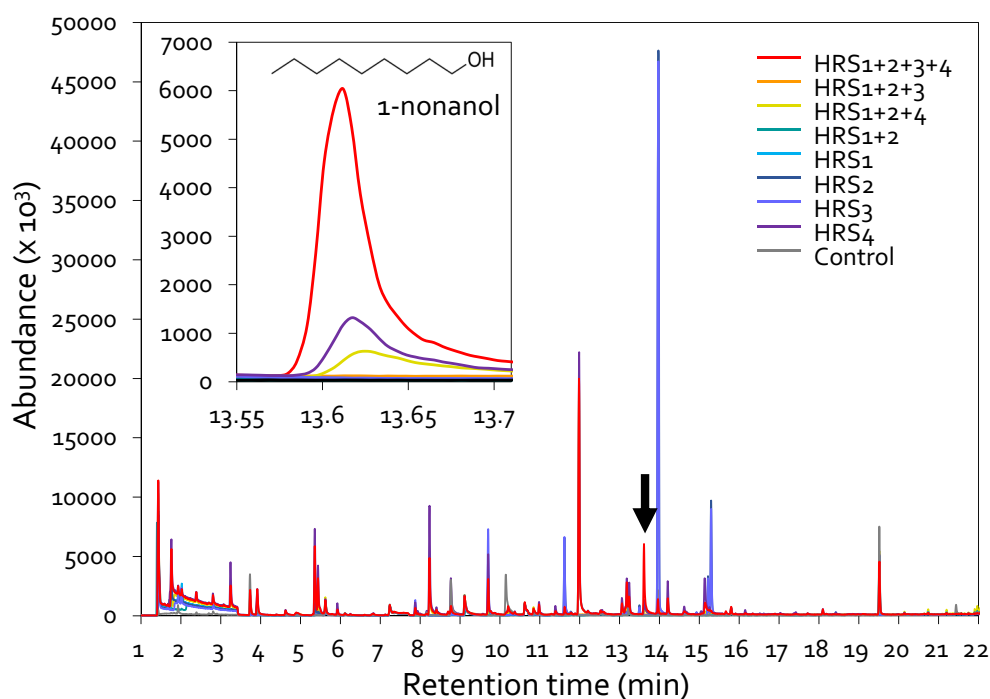 Abundance (x 10³)
50000
45000
40000
35000
30000
25000
20000
15000
10000
5000
0
7000
6000
5000
4000
3000
2000
1000
0
13.55 13.6 13.65 13.7
OH
1-nonanol
HRS1+2+3+4
HRS1+2+3
HRS1+2+4
HRS1+2
HRS1
HRS2
HRS3
HRS4
Control
1 2 3 4 5 6 7 8 9 10 11 12 13 14 15 16 17 18 19 20 21 22
Retention time (min)